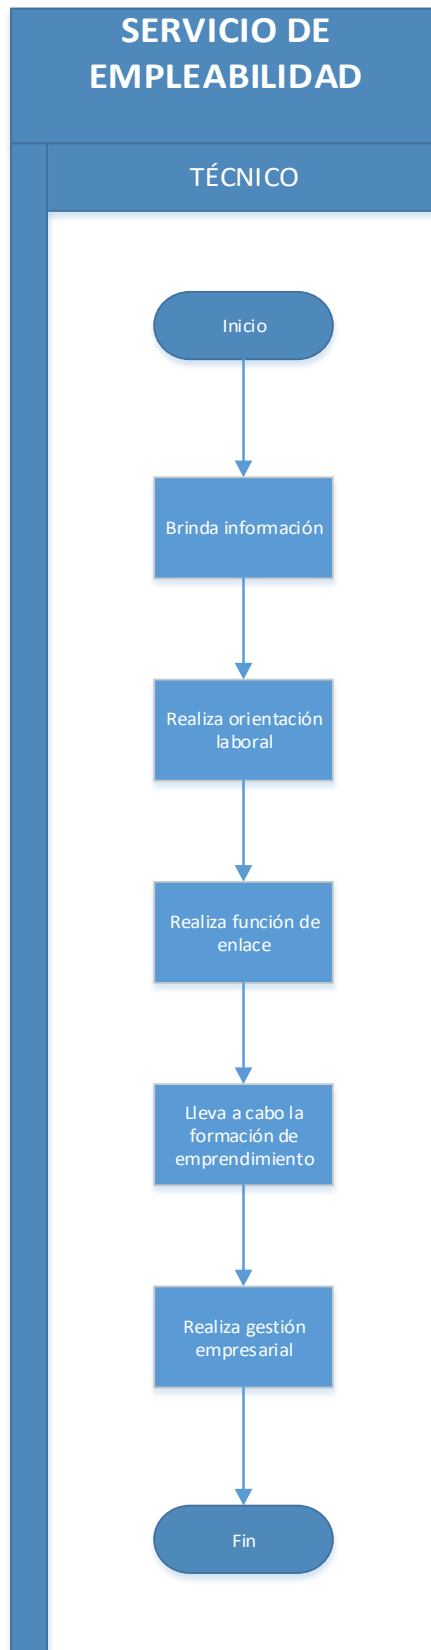 SERVICIO DE
EMPLEABILIDAD
TÉCNICO
Inicio
Brinda información
Realiza orientación
laboral
Realiza función de
enlace
Lleva a cabo la
formación de
emprendimiento
Realiza gestión
empresarial
Fin